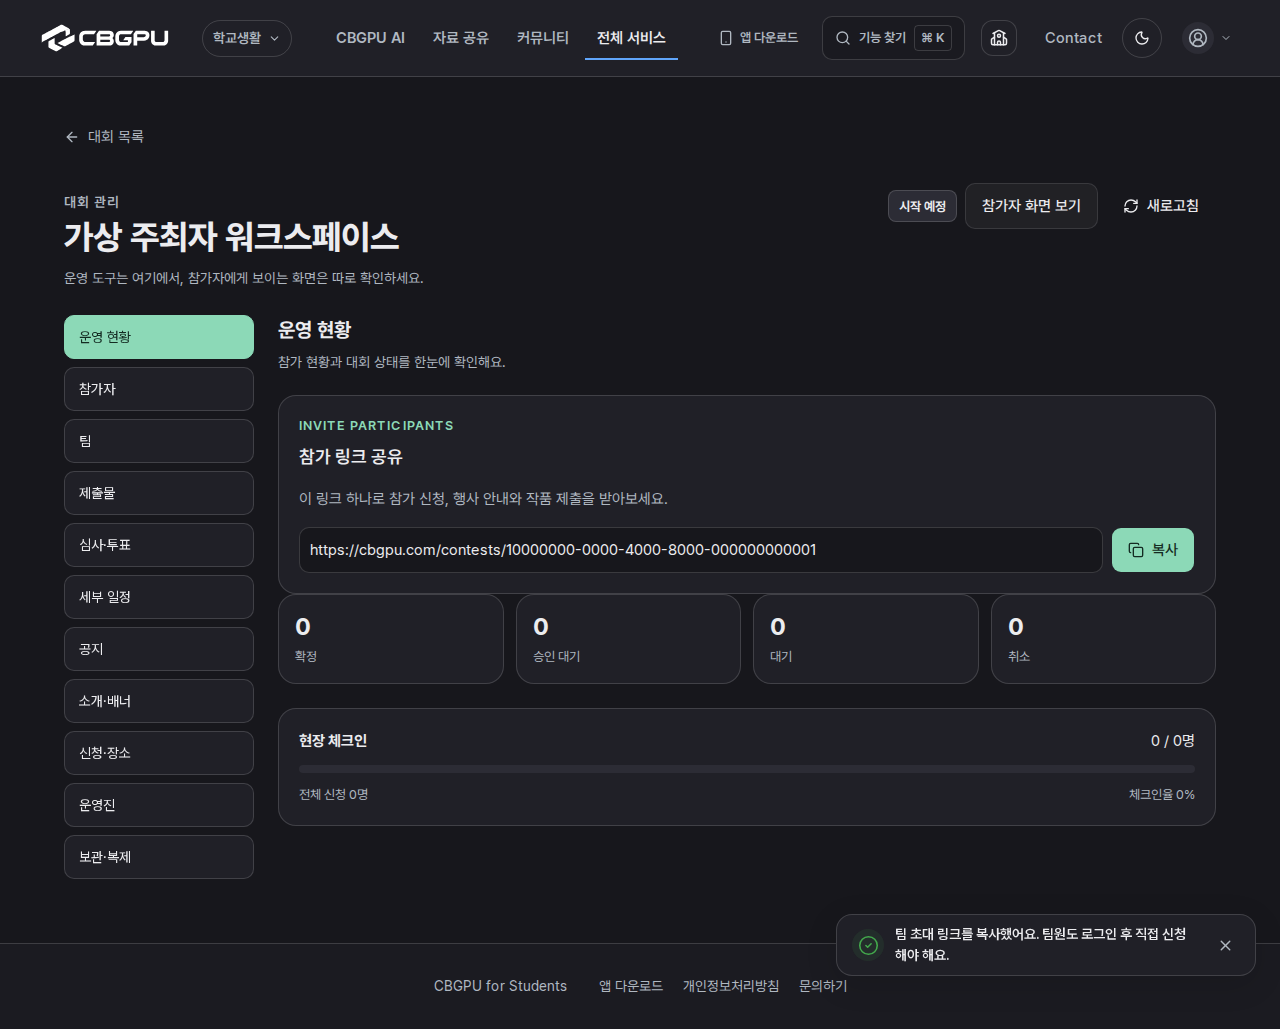 CBGPU
학교생활
CBGPU AI
자료 공유
커뮤니티
전체 서비스
앱 다운로드
기능 찾기
⌘ K
Contact
대회 목록
대회 관리
가상 주최자 워크스페이스
운영 도구는 여기에서, 참가자에게 보이는 화면은 따로 확인하세요.
시작 예정
참가자 화면 보기
새로고침
운영 현황
참가자
팀
제출물
심사·투표
세부 일정
공지
소개·배너
신청·장소
운영진
보관·복제
운영 현황
참가 현황과 대회 상태를 한눈에 확인해요.
INVITE PARTICIPANTS
참가 링크 공유
이 링크 하나로 참가 신청, 행사 안내와 작품 제출을 받아보세요.
https://cbgpu.com/contests/10000000-0000-4000-8000-000000000001
복사
0
확정
0
승인 대기
0
대기
0
취소
현장 체크인
0 / 0명
전체 신청 0명
체크인율 0%
팀 초대 링크를 복사했어요. 팀원도 로그인 후 직접 신청
해야 해요.
CBGPU for Students
앱 다운로드
개인정보처리방침
문의하기